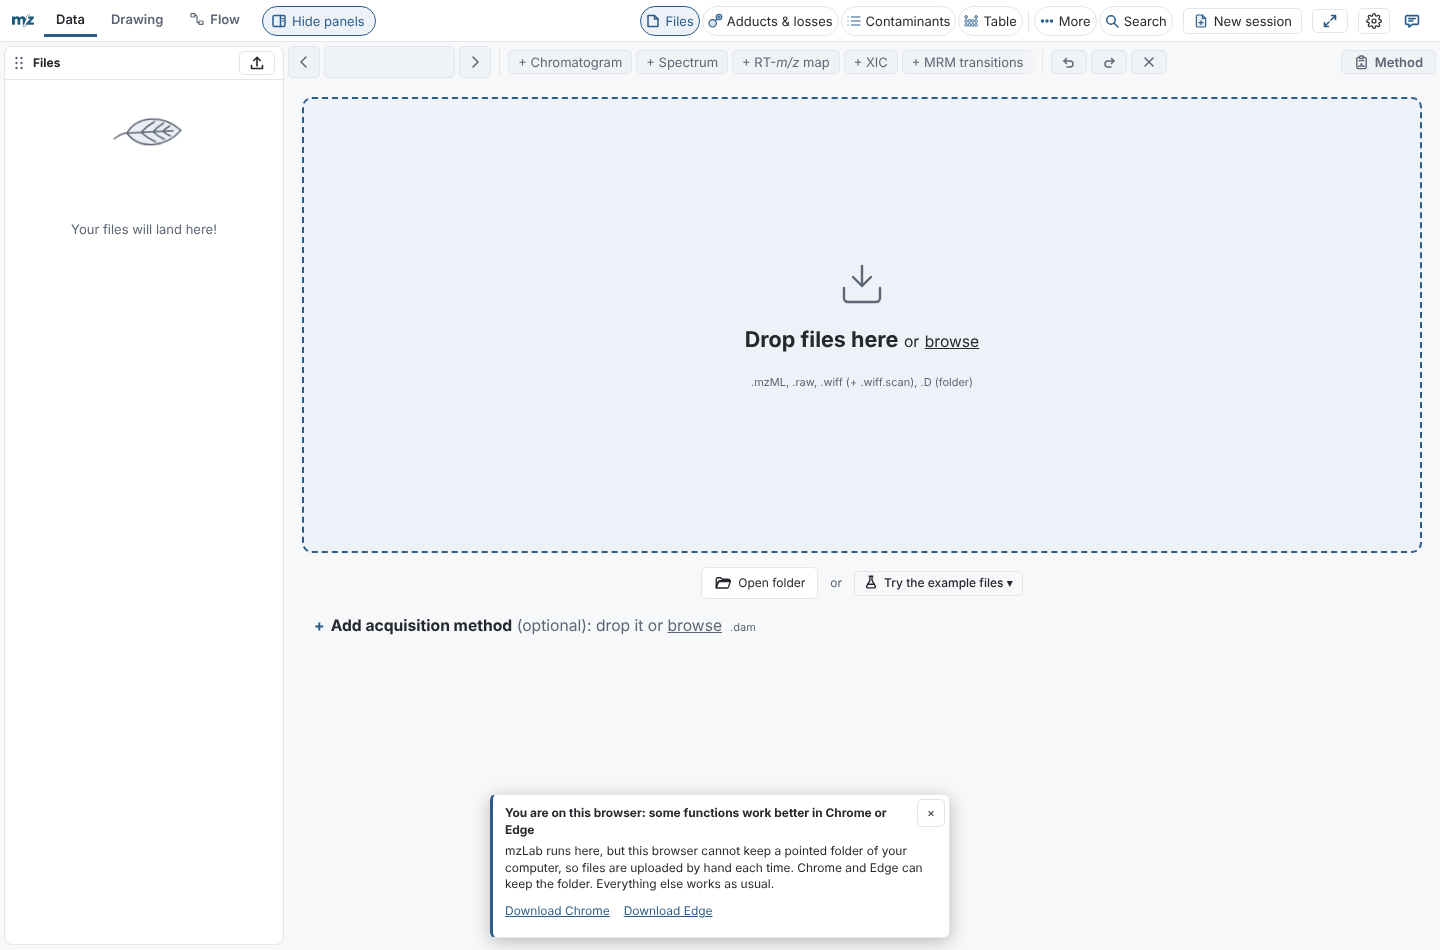 mz
Data
Drawing
Flow
Hide panels
Files
Adducts & losses
Contaminants
Table
More
Search
New session
Files
+ Chromatogram
+ Spectrum
+ RT-m/z map
+ XIC
+ MRM transitions
Method
Your files will land here!
Drop files here or browse
.mzML, .raw, .wiff (+ .wiff.scan), .D (folder)
Open folder
or
Try the example files ▾
+ Add acquisition method (optional): drop it or browse .dam
You are on this browser: some functions work better in Chrome or
Edge
×
mzLab runs here, but this browser cannot keep a pointed folder of your
computer, so files are uploaded by hand each time. Chrome and Edge can
keep the folder. Everything else works as usual.
Download Chrome
Download Edge